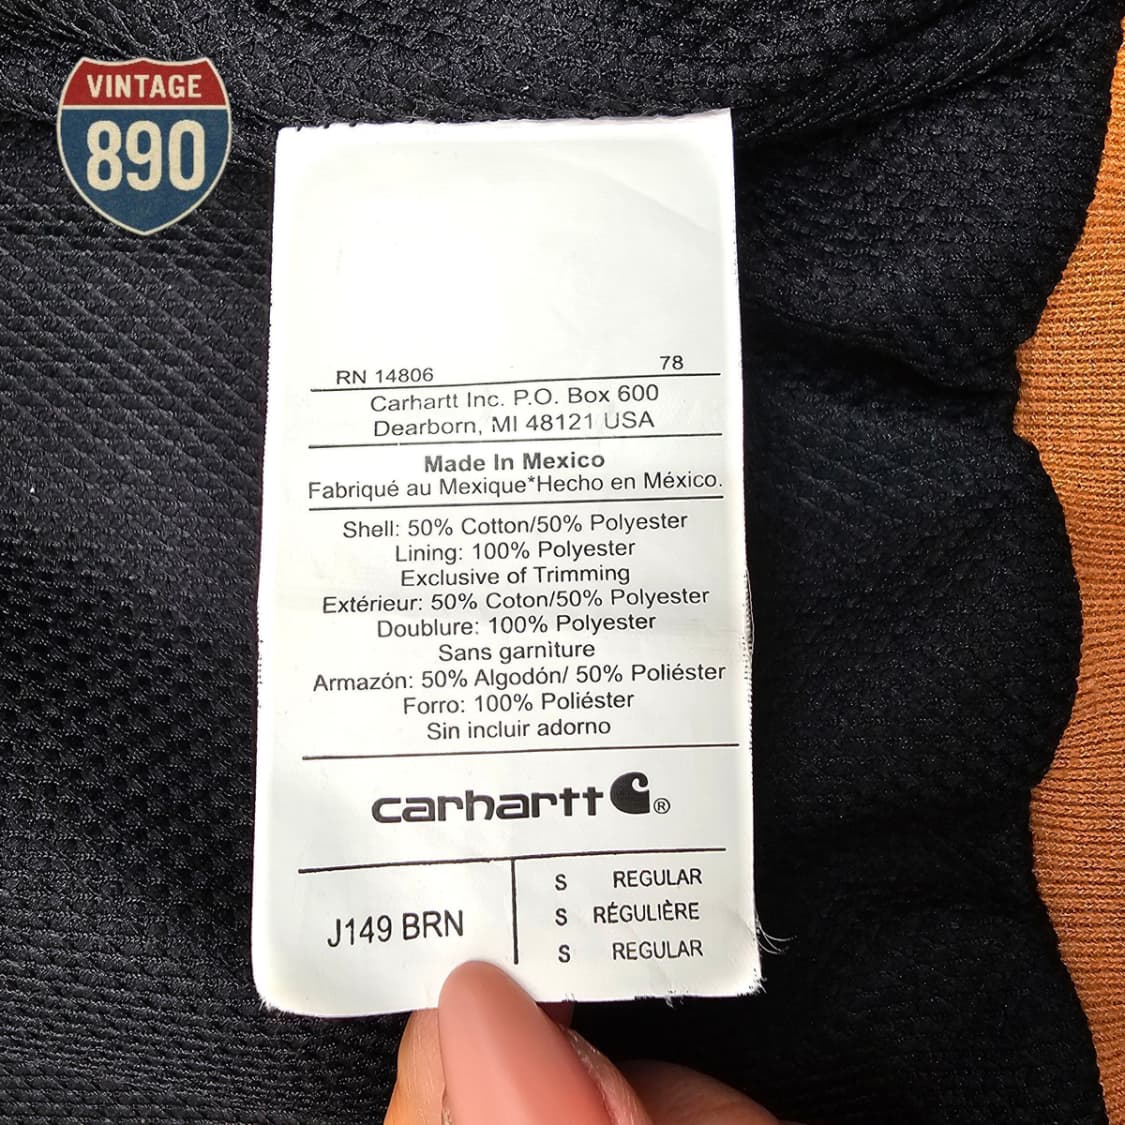 VINTAGE
890
RN 14806 78
Carhartt Inc. P.O. Box 600
Dearborn, MI 48121 USA
Made In Mexico
Fabriqué au Mexique*Hecho en México.
Shell: 50% Cotton/50% Polyester
Lining: 100% Polyester
Exclusive of Trimming
Extérieur: 50% Coton/50% Polyester
Doublure: 100% Polyester
Sans garniture
Armazón: 50% Algodón/ 50% Poliéster
Forro: 100% Poliéster
Sin incluir adorno
carhartt ®
J149 BRN
S REGULAR
S RÉGULIÈRE
S REGULAR